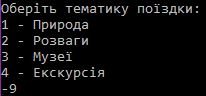 Оберіть тематику поїздки:
1 - Природа
2 - Розваги
3 - Музеї
4 - Екскурсія
-9